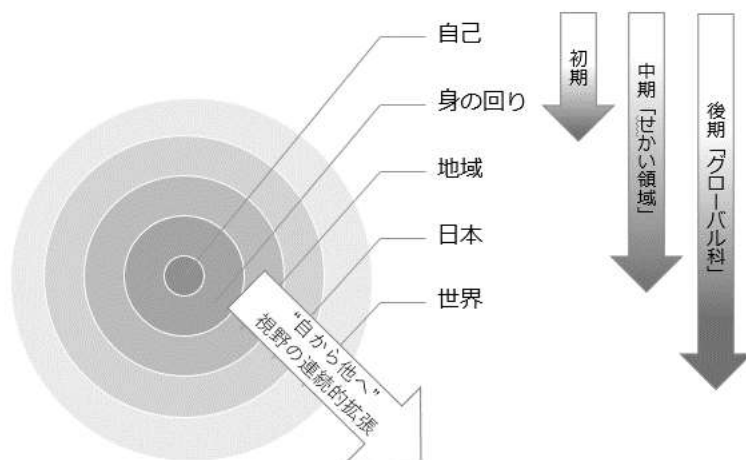 自己
身の回り
地域
日本
世界
“自から他へ”
視野の連続的拡張
初期
中期「せかい領域」
後期「グローバル科」